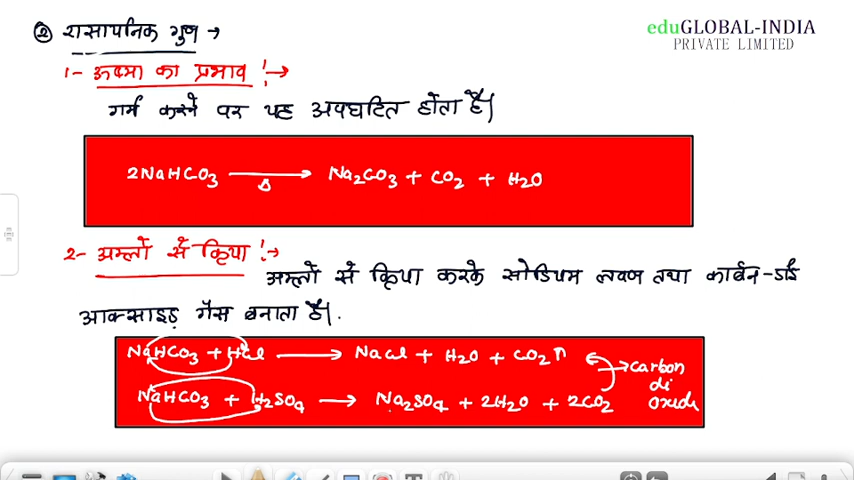 eduGLOBAL-INDIA
PRIVATE LIMITED
② रासायनिक गुण →
1- ऊष्मा का प्रभाव !→
गर्म करने पर यह अपघटित होता है।
2NaHCO3 ⟶ Na2CO3 + CO2 + H2O
Δ
2- अम्लों से क्रिया !→
अम्लों से क्रिया करके सोडियम लवण तथा कार्बन-डाई
आक्साइड गैस बनाता है।
NaHCO3 + HCl ⟶ NaCl + H2O + CO2↑
NaHCO3 + H2SO4 ⟶ Na2SO4 + 2H2O + 2CO2
carbon
di
oxide